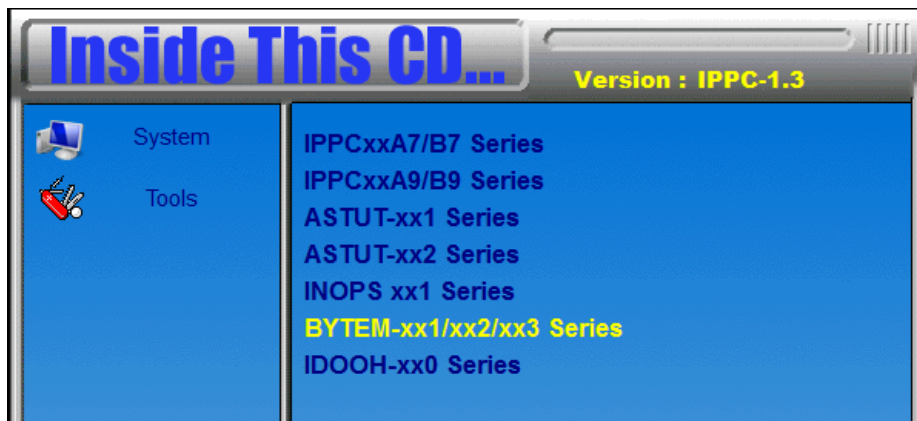 Inside This CD...
Version : IPPC-1.3
System
Tools
IPPCxxA7/B7 Series
IPPCxxA9/B9 Series
ASTUT-xx1 Series
ASTUT-xx2 Series
INOPS xx1 Series
BYTEM-xx1/xx2/xx3 Series
IDOOH-xx0 Series